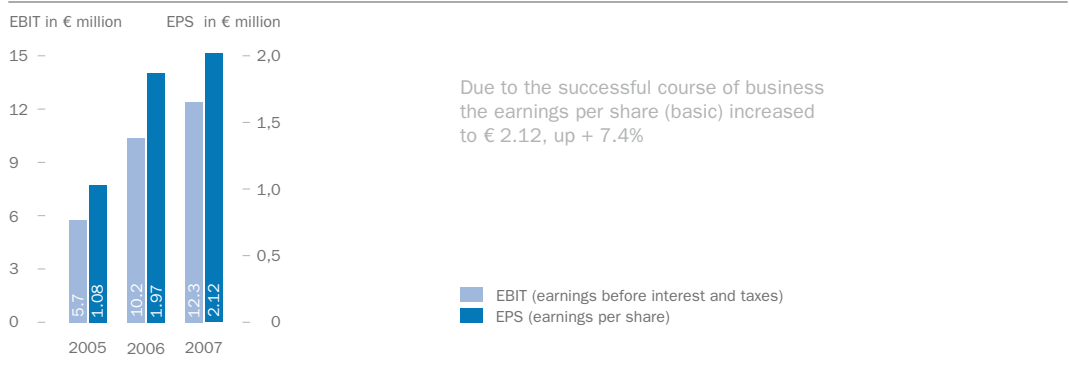 EBIT in € million EPS in € million
15 2,0
12
1,5
9
1,0
6
0,5
3
0 0
5.7 1.08 10.2 1.97 12.3 2.12
2005 2006 2007
Due to the successful course of business
the earnings per share (basic) increased
to € 2.12, up + 7.4%
EBIT (earnings before interest and taxes)
EPS (earnings per share)